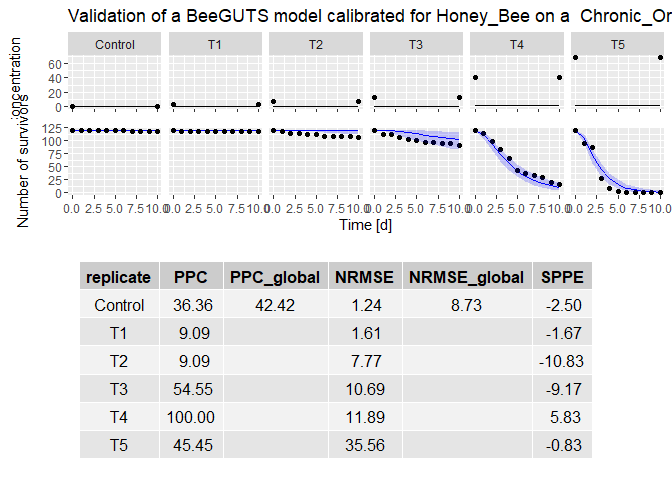 Validation of a BeeGUTS model calibrated for Honey_Bee on a Chronic_Or
Control T1 T2 T3 T4 T5
oncentration
60
40
20
0
Number of survivors
125
100
75
50
25
0
0.0 2.5 5.0 7.5 10.0 0.0 2.5 5.0 7.5 10.0 0.0 2.5 5.0 7.5 10.0 0.0 2.5 5.0 7.5 10.0 0.0 2.5 5.0 7.5 10.0 0.0 2.5 5.0 7.5 10.0
Time [d]
replicate PPC PPC_global NRMSE NRMSE_global SPPE
Control 36.36 42.42 1.24 8.73 -2.50
T1 9.09 1.61 -1.67
T2 9.09 7.77 -10.83
T3 54.55 10.69 -9.17
T4 100.00 11.89 5.83
T5 45.45 35.56 -0.83